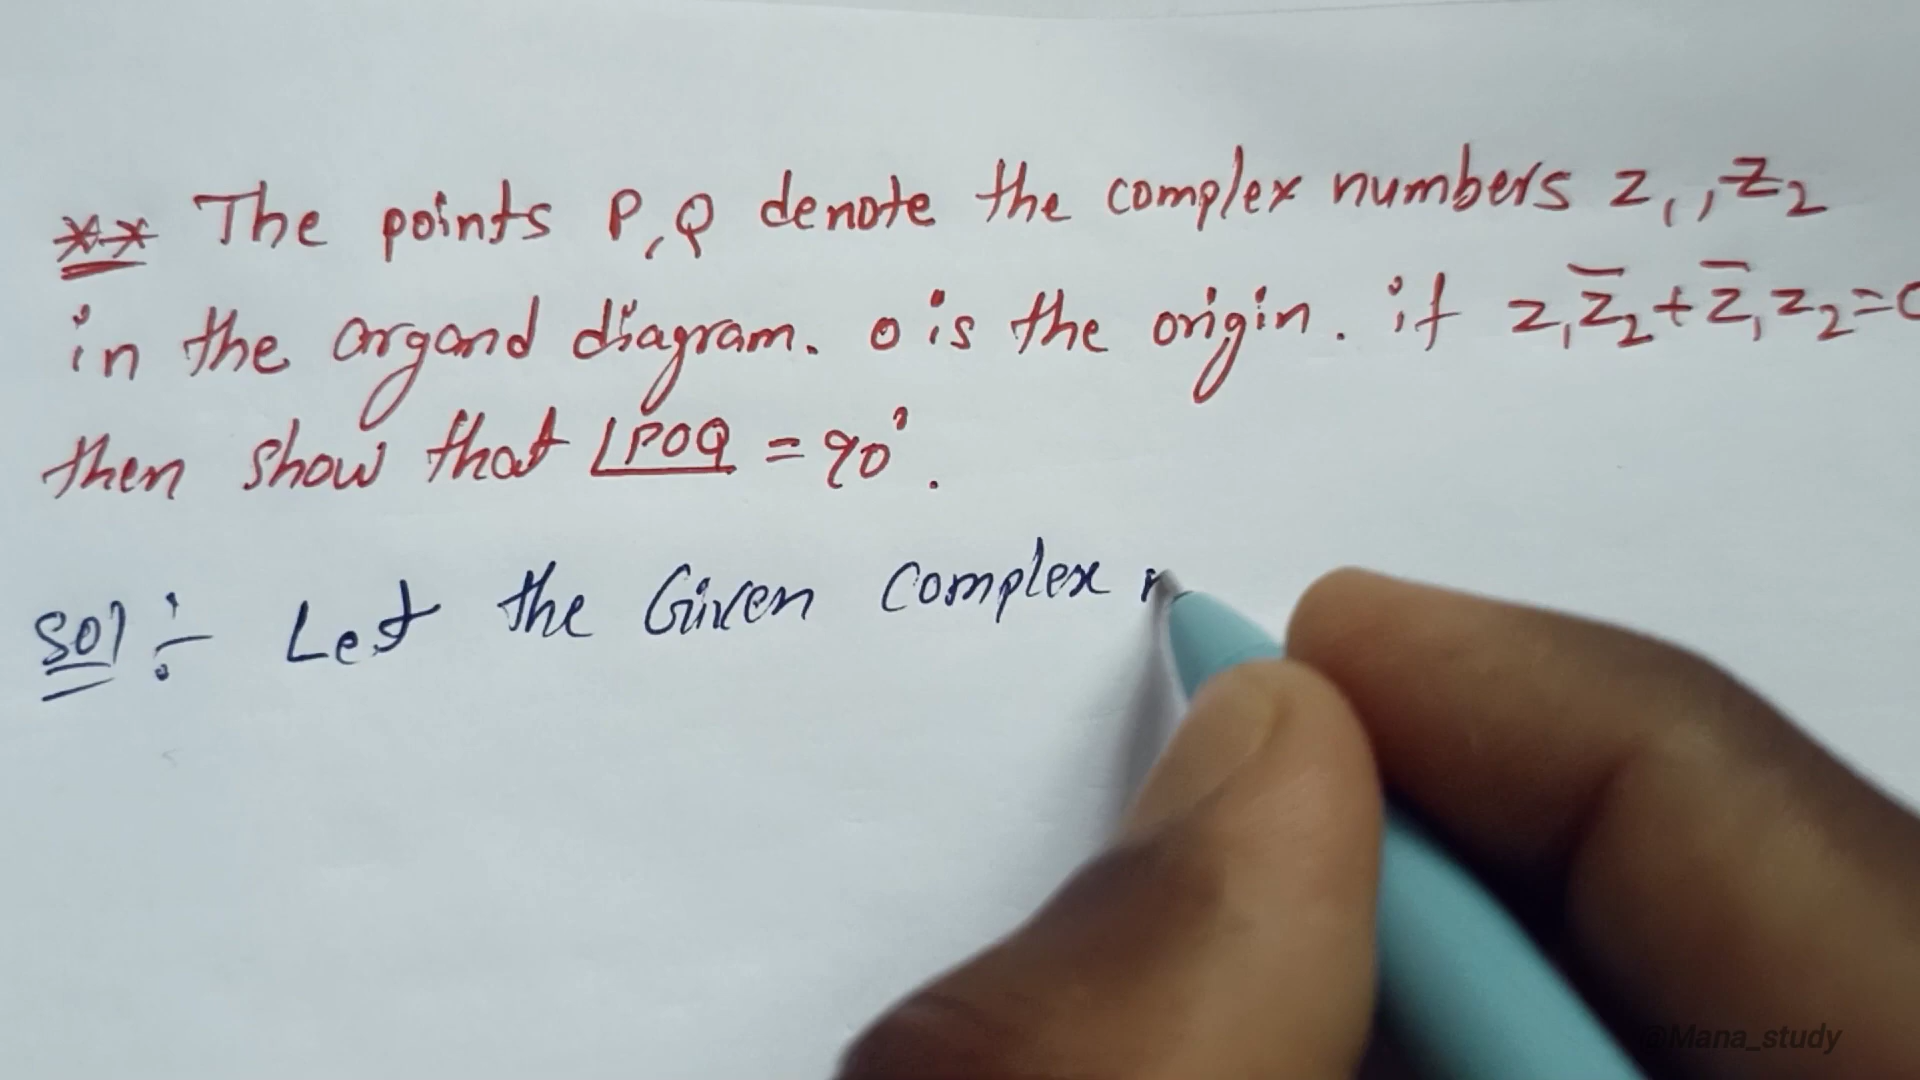 ** The points P, Q denote the complex numbers z₁, z₂
in the argand diagram. O is the origin. if z₁z̅₂+z̅₁z₂=0
then show that ∠POQ = 90°.
Sol :- Let the Given complex n
@Mana_study